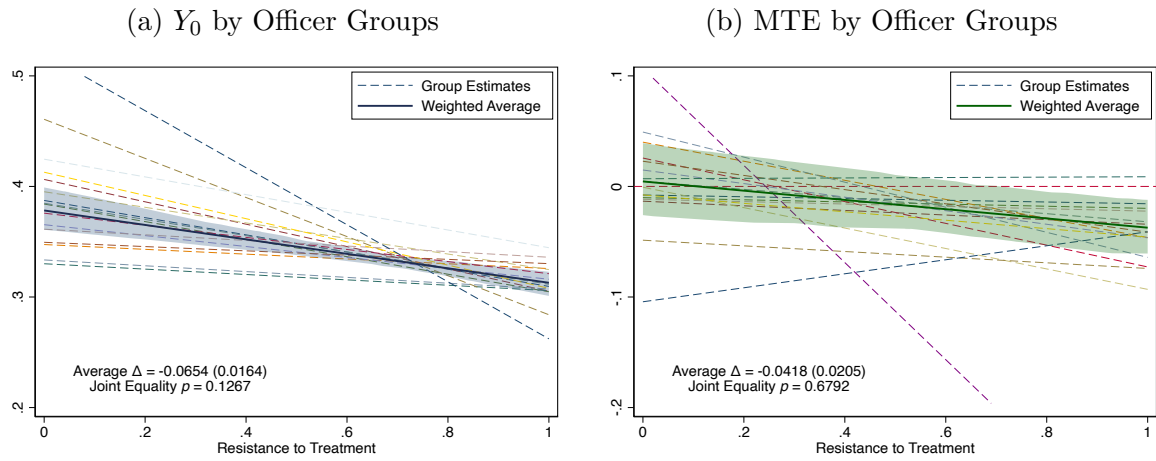 (a) Y₀ by Officer Groups
.5
.4
.3
.2
Group Estimates
Weighted Average
Average Δ = -0.0654 (0.0164)
Joint Equality p = 0.1267
0 .2 .4 .6 .8 1
Resistance to Treatment
(b) MTE by Officer Groups
.1
0
-.1
-.2
Group Estimates
Weighted Average
Average Δ = -0.0418 (0.0205)
Joint Equality p = 0.6792
0 .2 .4 .6 .8 1
Resistance to Treatment